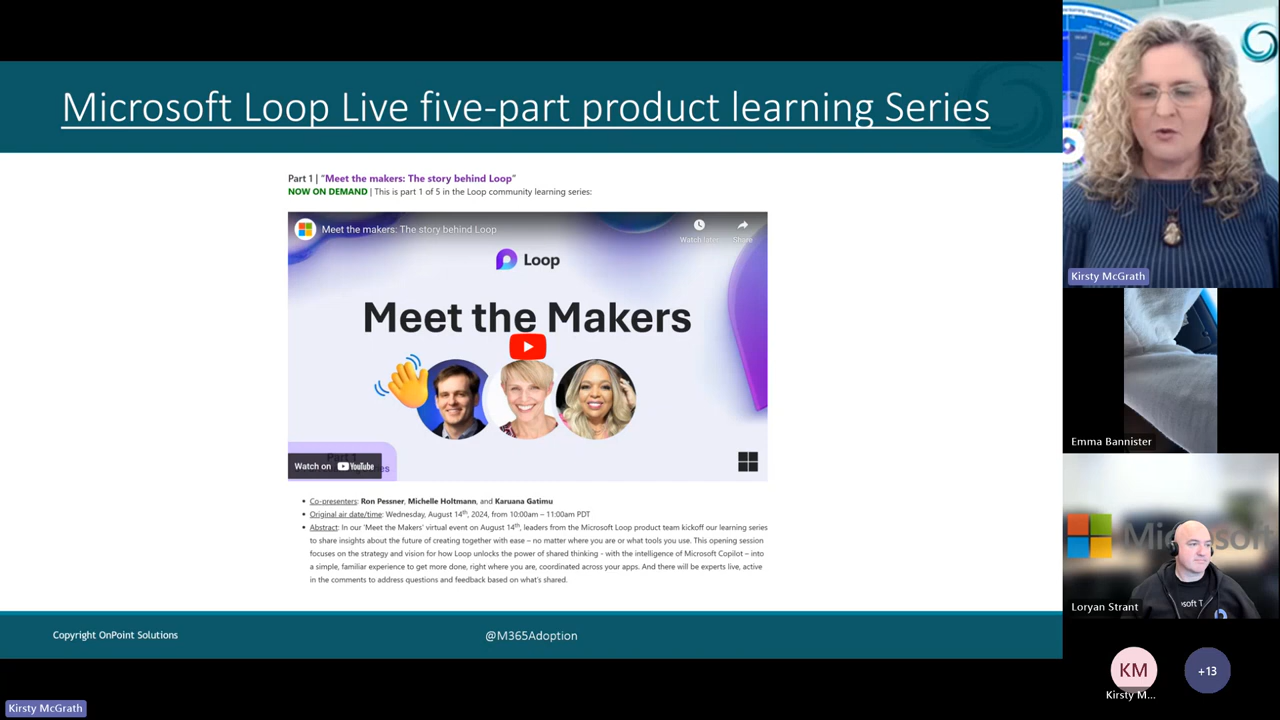 Microsoft Loop Live five-part product learning Series
Part 1 | "Meet the makers: The story behind Loop"
NOW ON DEMAND | This is part 1 of 5 in the Loop community learning series:
Meet the makers: The story behind Loop
Watch later
Share
Loop
Meet the Makers
Part 1
Watch on YouTube
• Co-presenters: Ron Pessner, Michelle Holtmann, and Karuana Gatimu
• Original air date/time: Wednesday, August 14th, 2024, from 10:00am – 11:00am PDT
• Abstract: In our 'Meet the Makers' virtual event on August 14th, leaders from the Microsoft Loop product team kickoff our learning series
to share insights about the future of creating together with ease – no matter where you are or what tools you use. This opening session
focuses on the strategy and vision for how Loop unlocks the power of shared thinking - with the intelligence of Microsoft Copilot – into
a simple, familiar experience to get more done, right where you are, coordinated across your apps. And there will be experts live, active
in the comments to address questions and feedback based on what's shared.
Copyright OnPoint Solutions
@M365Adoption
Kirsty McGrath
Kirsty McGrath
Emma Bannister
Microsoft
osoft T
Loryan Strant
KM
Kirsty M...
+13